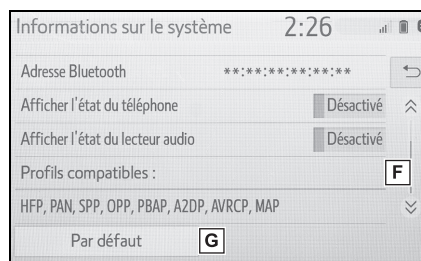 Informations sur le système 2:26
Adresse Bluetooth **:**:**:**:**:**
Afficher l'état du téléphone Désactivé
Afficher l'état du lecteur audio Désactivé
Profils compatibles :
F
HFP, PAN, SPP, OPP, PBAP, A2DP, AVRCP, MAP
Par défaut G